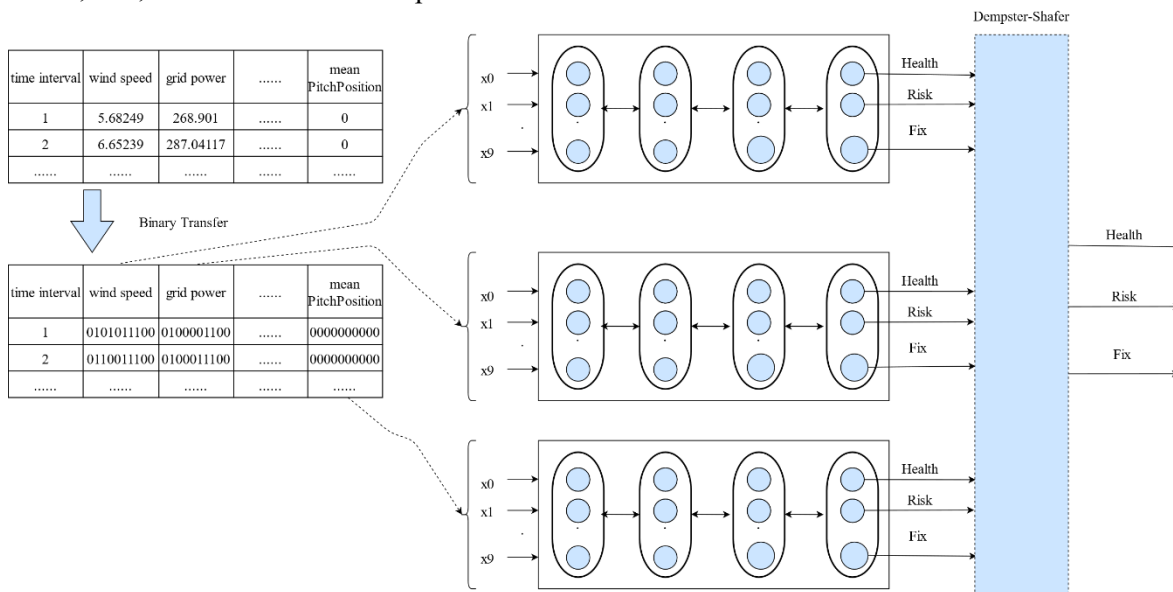 Dempster-Shafer
time interval wind speed grid power ...... mean PitchPosition
1 5.68249 268.901 ...... 0
2 6.65239 287.04117 ...... 0
...... ...... ...... ...... ......
Binary Transfer
time interval wind speed grid power ...... mean PitchPosition
1 0101011100 0100001100 ...... 0000000000
2 0110011100 0100011100 ...... 0000000000
...... ...... ...... ......
x0
x1
.
x9
Health
Risk
Fix
x0
x1
.
x9
Health
Risk
Fix
x0
x1
.
x9
Health
Risk
Fix
Health
Risk
Fix